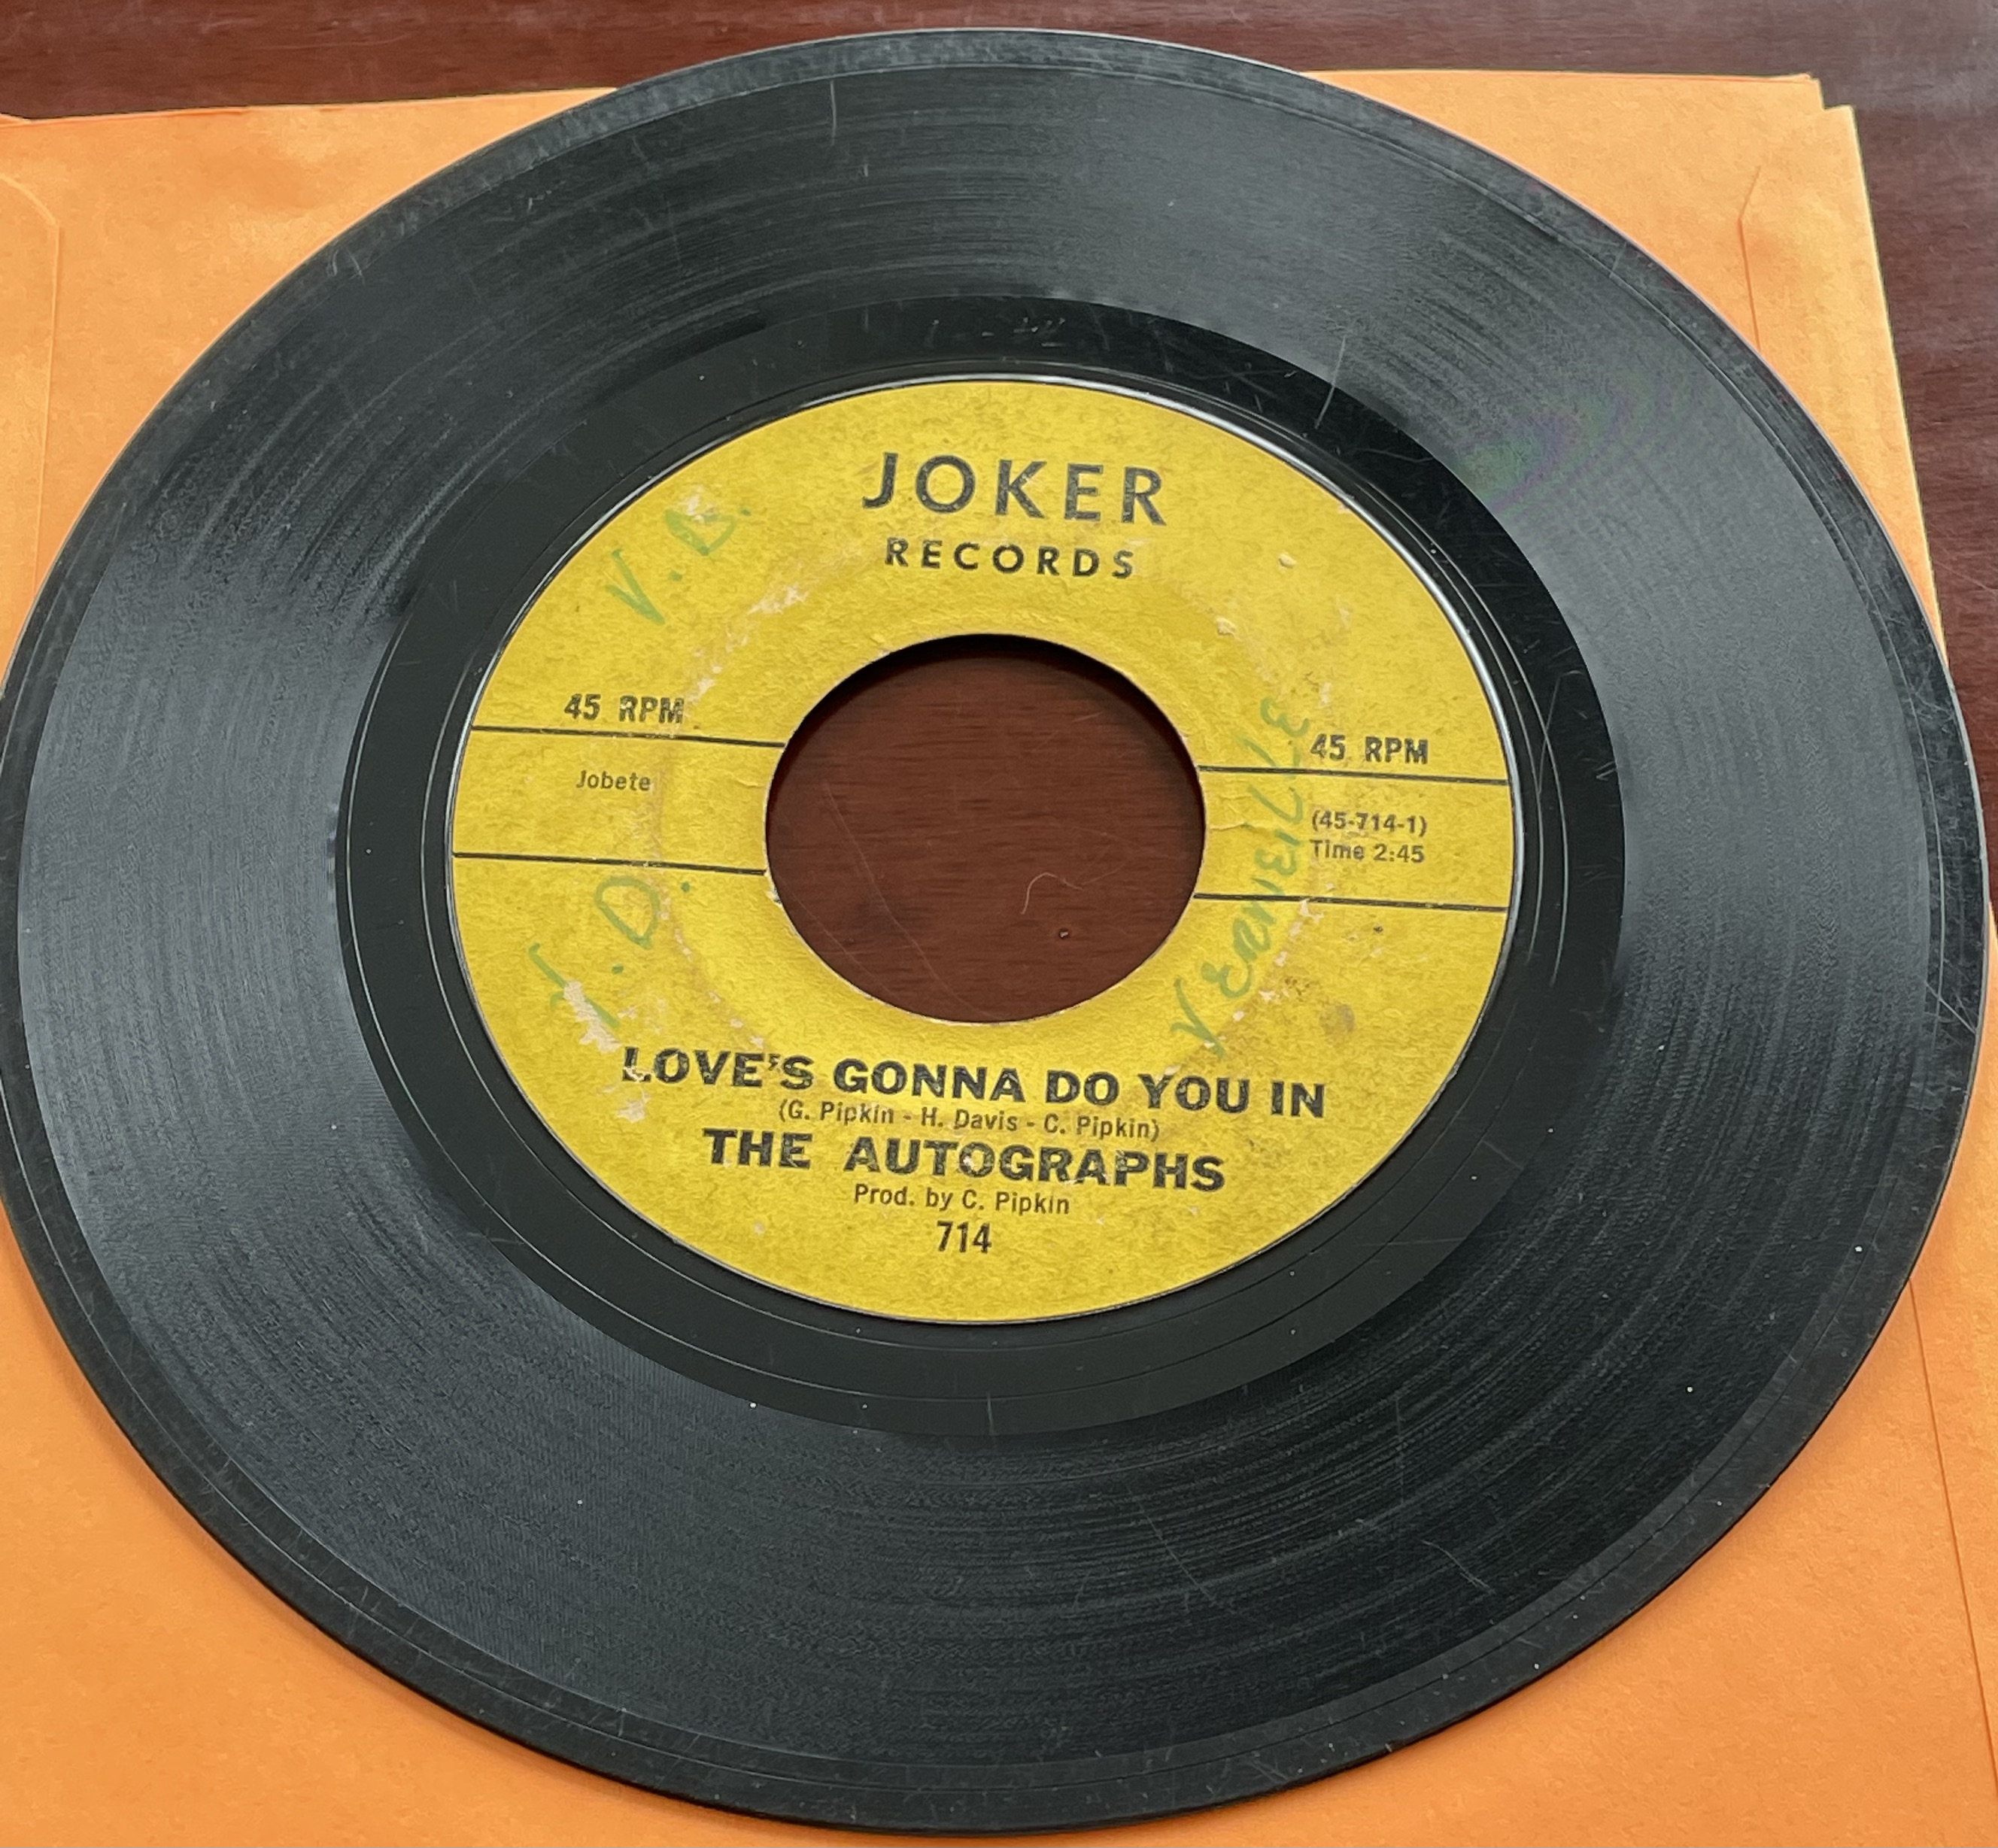 JOKER
RECORDS
V.B.
45 RPM
45 RPM
Jobete
(45-714-1)
Time 2:45
J.D.
LOVE'S GONNA DO YOU IN
(G. Pipkin - H. Davis - C. Pipkin)
THE AUTOGRAPHS
Prod. by C. Pipkin
714